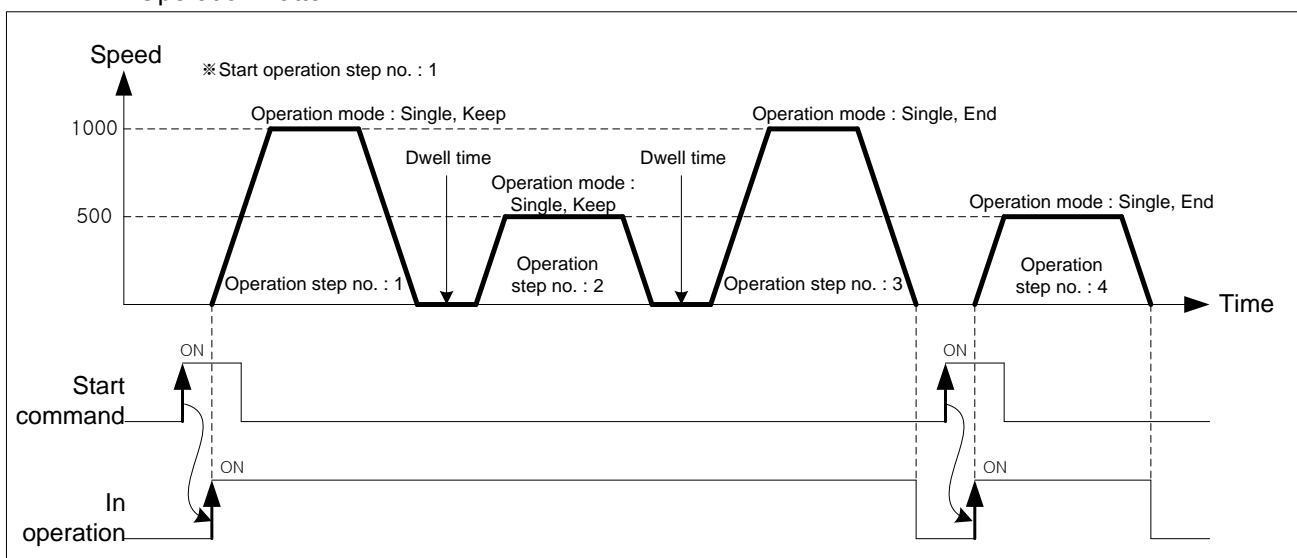 Speed
※Start operation step no. : 1
Operation mode : Single, Keep
Operation mode : Single, End
1000
Dwell time
Dwell time
Operation mode :
Single, Keep
500
Operation mode : Single, End
Operation step no. : 1
Operation
step no. : 2
Operation step no. : 3
Operation
step no. : 4
Time
ON
ON
Start
command
ON
ON
In
operation